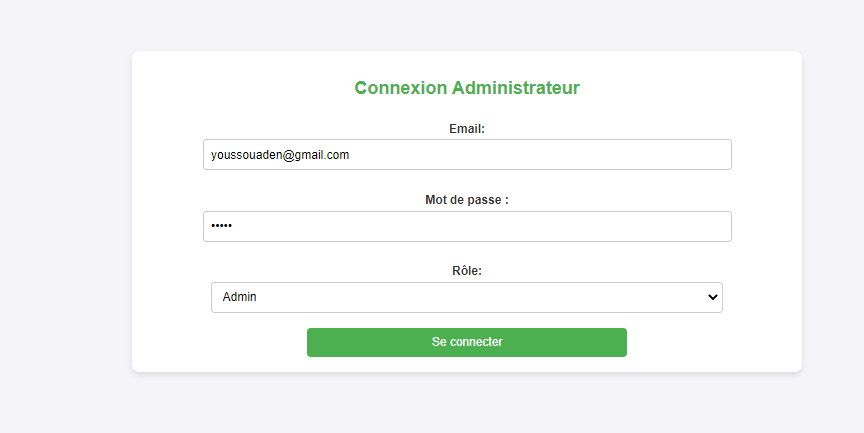 Connexion Administrateur
Email:
youssouaden@gmail.com
Mot de passe :
•••••
Rôle:
Admin
Se connecter